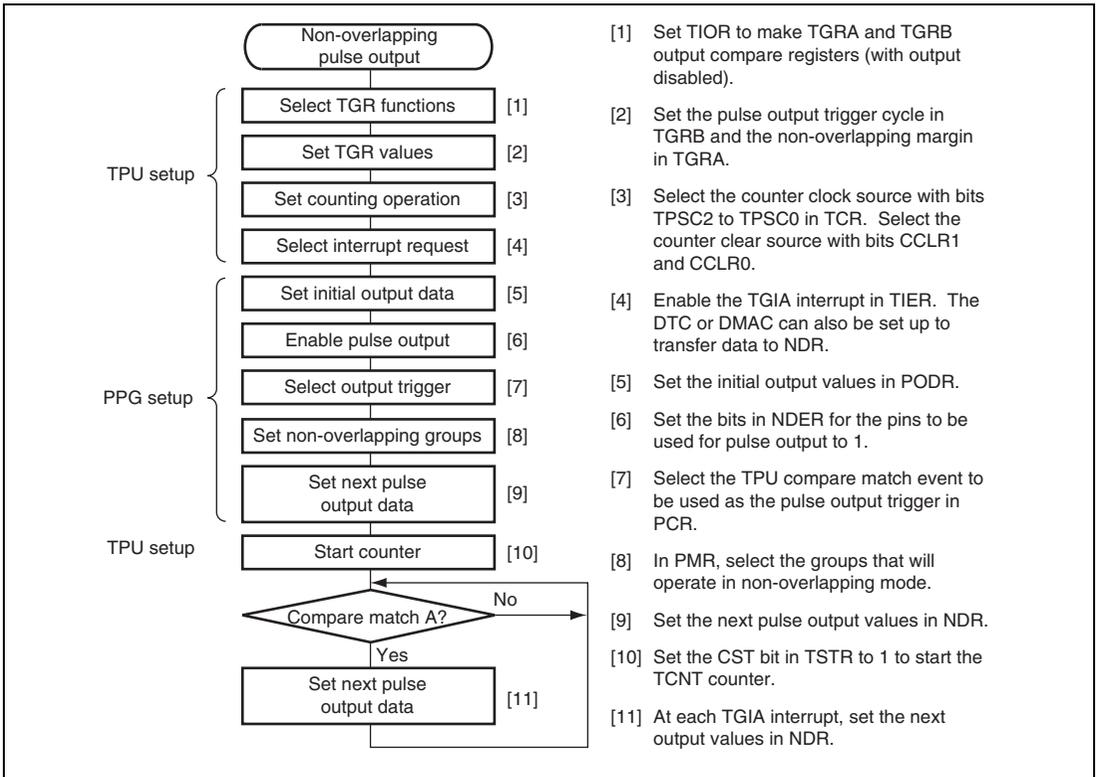 Non-overlapping
pulse output
TPU setup
Select TGR functions [1]
Set TGR values [2]
Set counting operation [3]
Select interrupt request [4]
PPG setup
Set initial output data [5]
Enable pulse output [6]
Select output trigger [7]
Set non-overlapping groups [8]
Set next pulse
output data [9]
TPU setup
Start counter [10]
Compare match A?
No
Yes
Set next pulse
output data [11]
[1] Set TIOR to make TGRA and TGRB
output compare registers (with output
disabled).
[2] Set the pulse output trigger cycle in
TGRB and the non-overlapping margin
in TGRA.
[3] Select the counter clock source with bits
TPSC2 to TPSC0 in TCR. Select the
counter clear source with bits CCLR1
and CCLR0.
[4] Enable the TGIA interrupt in TIER. The
DTC or DMAC can also be set up to
transfer data to NDR.
[5] Set the initial output values in PODR.
[6] Set the bits in NDER for the pins to be
used for pulse output to 1.
[7] Select the TPU compare match event to
be used as the pulse output trigger in
PCR.
[8] In PMR, select the groups that will
operate in non-overlapping mode.
[9] Set the next pulse output values in NDR.
[10] Set the CST bit in TSTR to 1 to start the
TCNT counter.
[11] At each TGIA interrupt, set the next
output values in NDR.